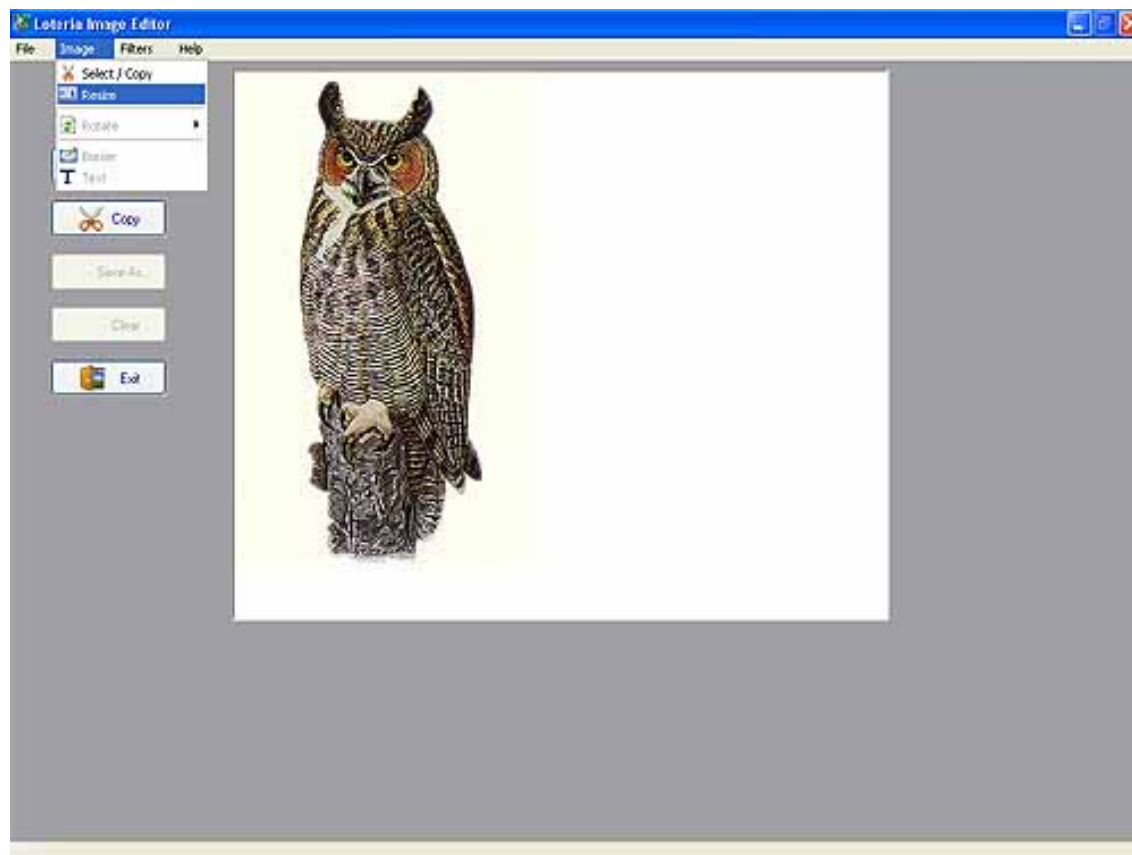 Loteria Image Editor
File Image Filters Help
Select / Copy
Resize
Rotate
Border
Text
Copy
Save As...
Clear
Exit